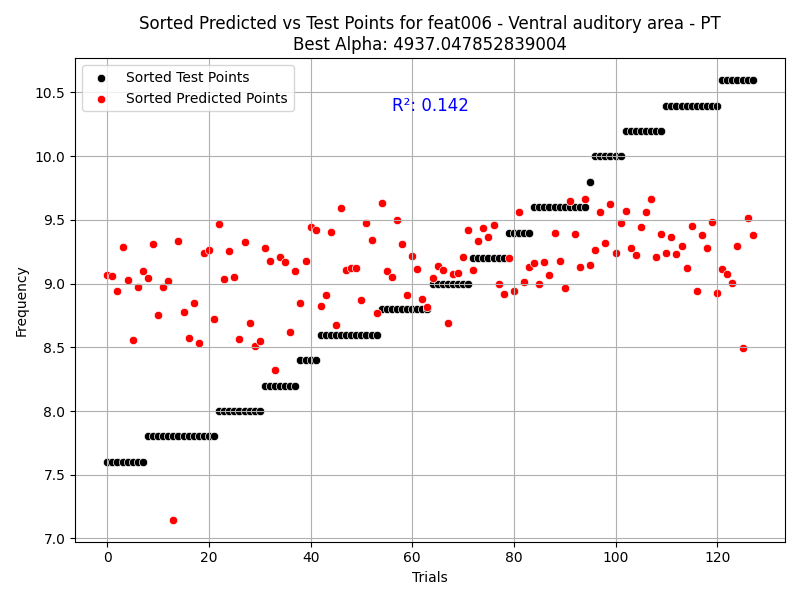 Sorted Predicted vs Test Points for feat006 - Ventral auditory area - PT
Best Alpha: 4937.047852839004
Sorted Test Points
Sorted Predicted Points
R²: 0.142
10.5
10.0
9.5
9.0
8.5
8.0
7.5
7.0
Frequency
0 20 40 60 80 100 120
Trials